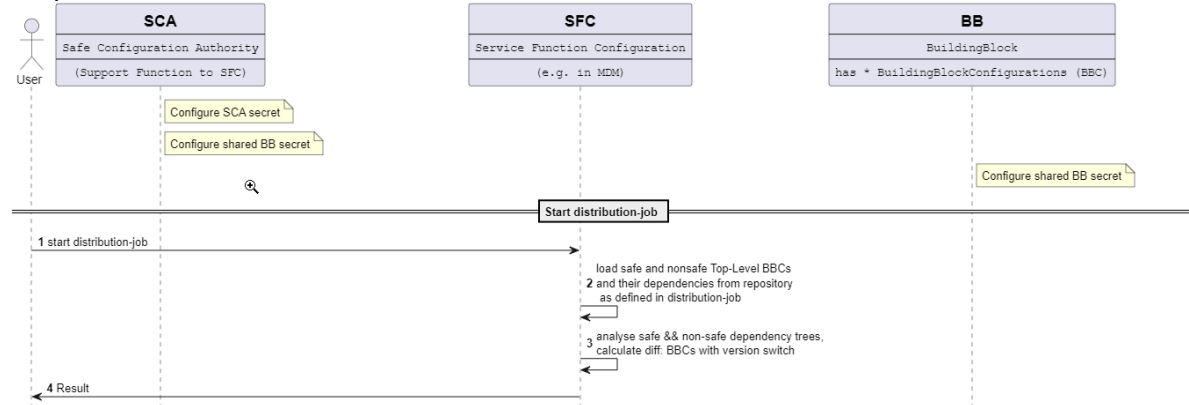 SCA
Safe Configuration Authority
(Support Function to SFC)
SFC
Service Function Configuration
(e.g. in MDM)
BB
BuildingBlock
has * BuildingBlockConfigurations (BBC)
User
Configure SCA secret
Configure shared BB secret
Configure shared BB secret
Start distribution-job
1 start distribution-job
load safe and nonsafe Top-Level BBCs
2 and their dependencies from repository
as defined in distribution-job
3 analyse safe && non-safe dependency trees,
calculate diff: BBCs with version switch
4 Result